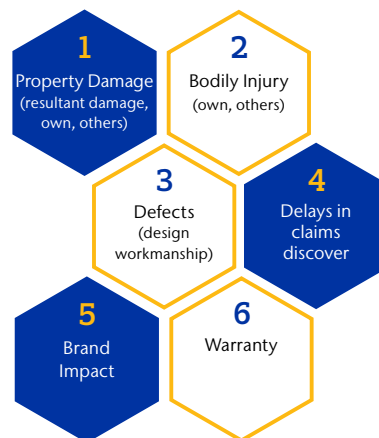 1
Property Damage
(resultant damage,
own, others)
2
Bodily Injury
(own, others)
3
Defects
(design
workmanship)
4
Delays in
claims
discover
5
Brand
Impact
6
Warranty